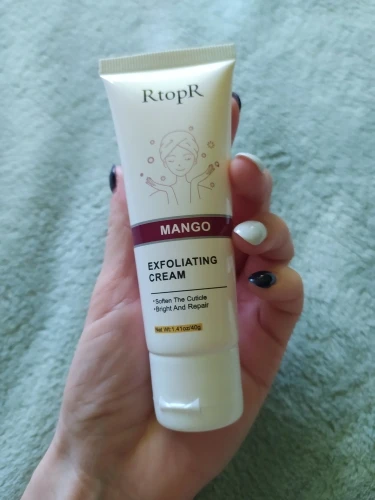 RtopR
MANGO
EXFOLIATING
CREAM
•Soften The Cuticle
•Bright And Repair
Net Wt:1.41oz/40g